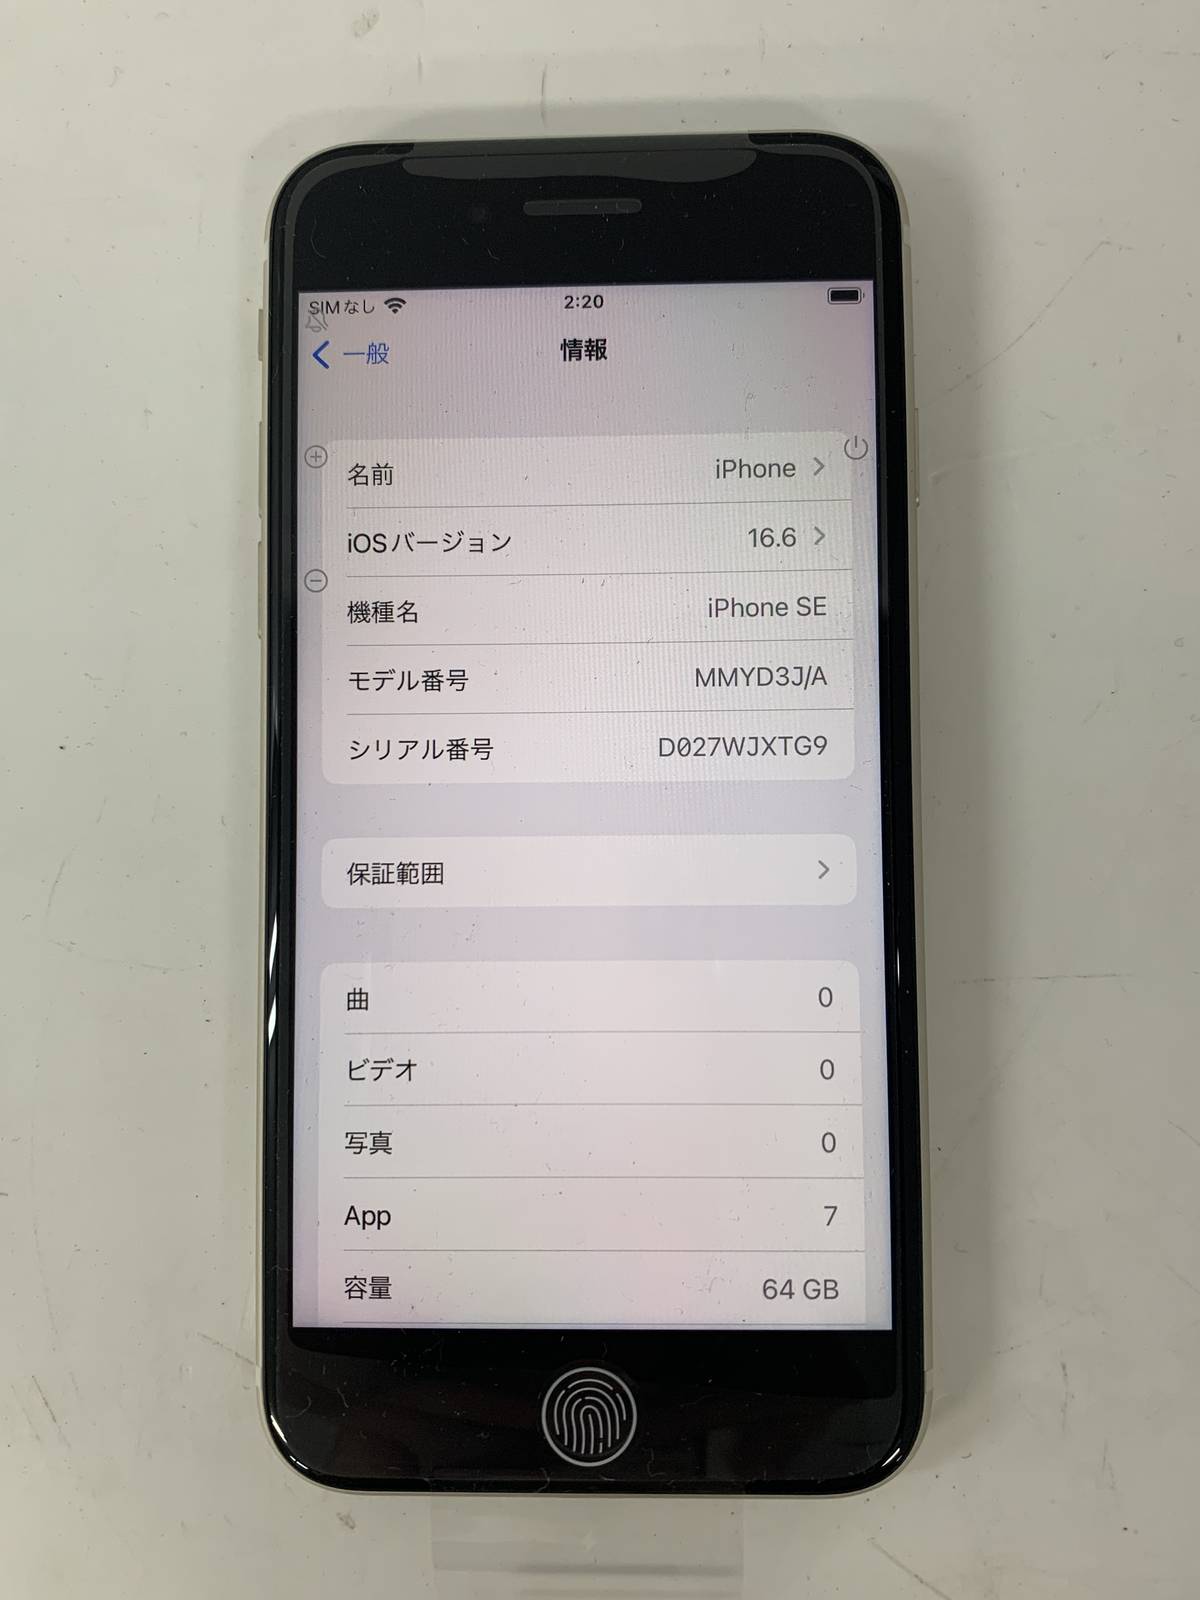 SIMなし 2:20
一般 情報
名前 iPhone
iOSバージョン 16.6
機種名 iPhone SE
モデル番号 MMYD3J/A
シリアル番号 D027WJXTG9
保証範囲
曲 0
ビデオ 0
写真 0
App 7
容量 64 GB